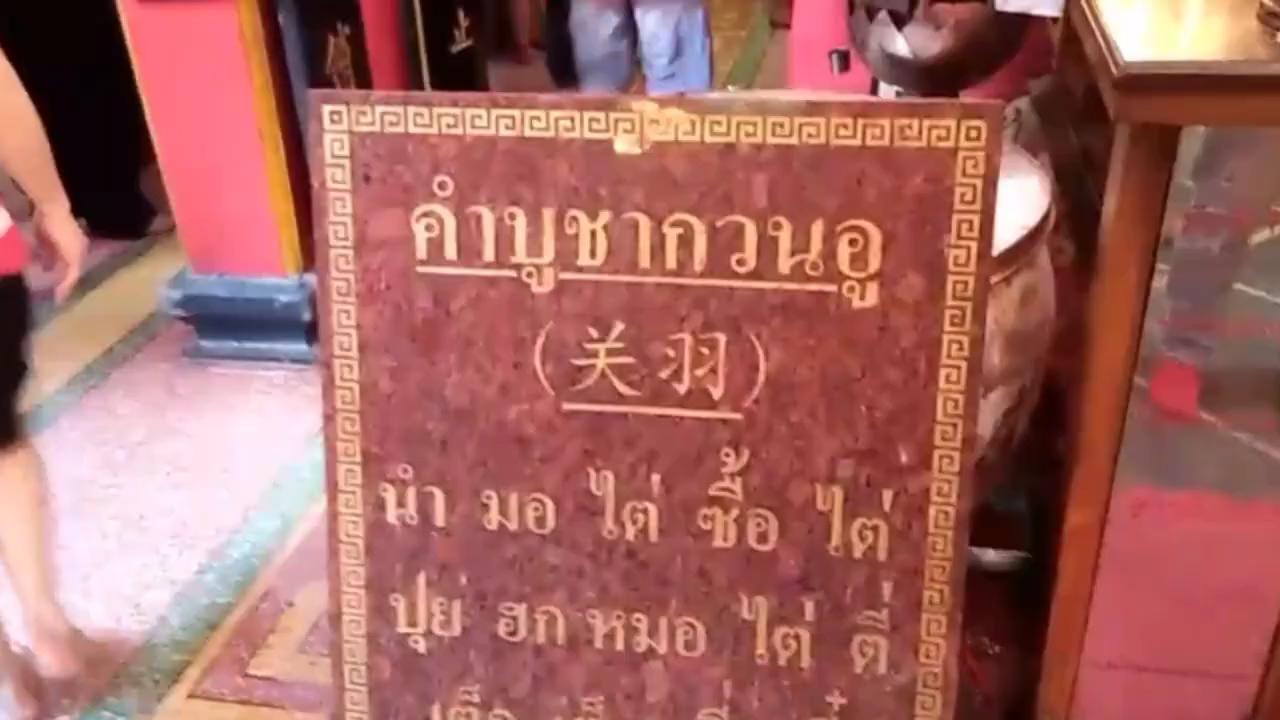 คำบูชากวนอู
(关羽)
นำ มอ ไต่ ซื้อ ไต่
ปุย ฮก หมอ ไต่ ตี่